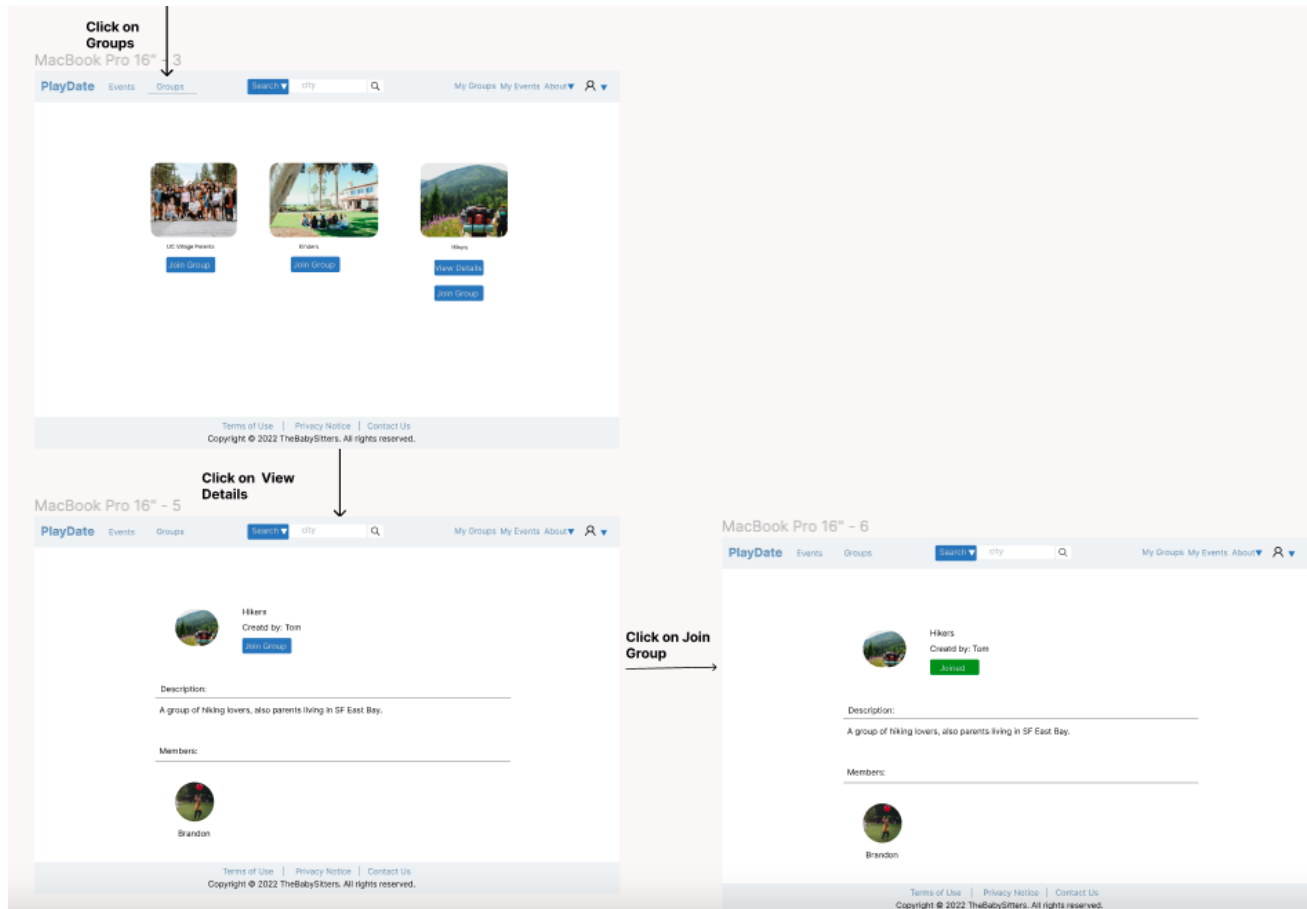 Click on
Groups
MacBook Pro 16" - 3
PlayDate Events Groups Search ▼ city My Groups My Events About▼
UC Village Parents Kinders Hikers
Join Group Join Group View Details
Join Group
Terms of Use | Privacy Notice | Contact Us
Copyright © 2022 TheBabySitters. All rights reserved.
Click on View
Details
MacBook Pro 16" - 5
PlayDate Events Groups Search ▼ city My Groups My Events About▼
Hikers
Creatd by: Tom
Join Group
Description:
A group of hiking lovers, also parents living in SF East Bay.
Members:
Brandon
Terms of Use | Privacy Notice | Contact Us
Copyright © 2022 TheBabySitters. All rights reserved.
Click on Join
Group
MacBook Pro 16" - 6
PlayDate Events Groups Search ▼ city My Groups My Events About▼
Hikers
Creatd by: Tom
Joined
Description:
A group of hiking lovers, also parents living in SF East Bay.
Members:
Brandon
Terms of Use | Privacy Notice | Contact Us
Copyright © 2022 TheBabySitters. All rights reserved.